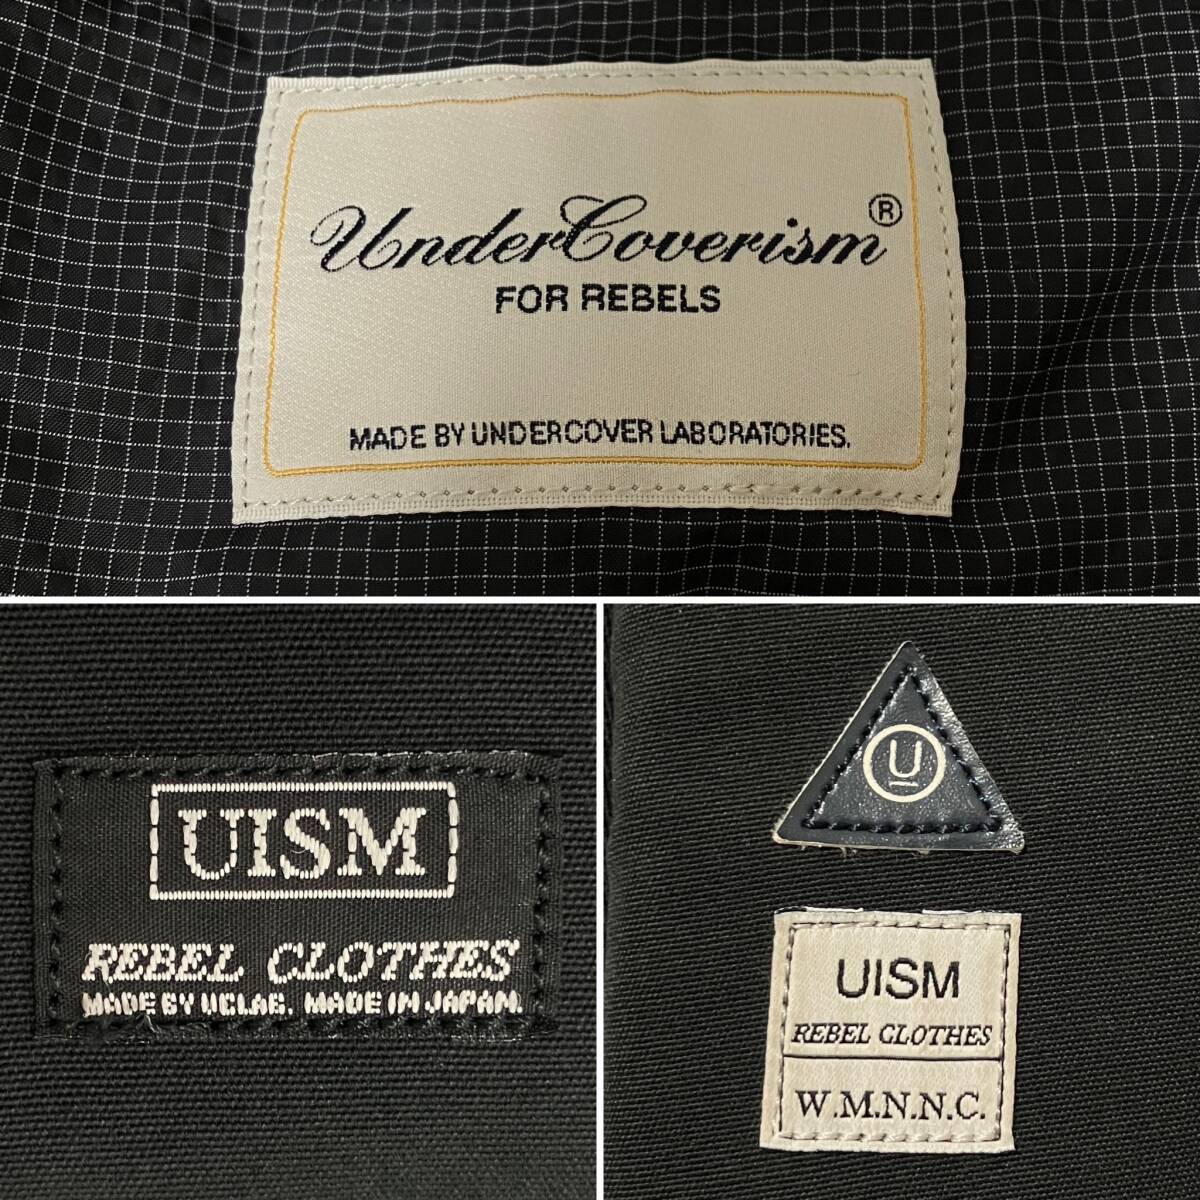 UnderCoverism®
FOR REBELS
MADE BY UNDERCOVER LABORATORIES.
UISM
REBEL CLOTHES
MADE BY UCLAB. MADE IN JAPAN.
U
UISM
REBEL CLOTHES
W.M.N.N.C.